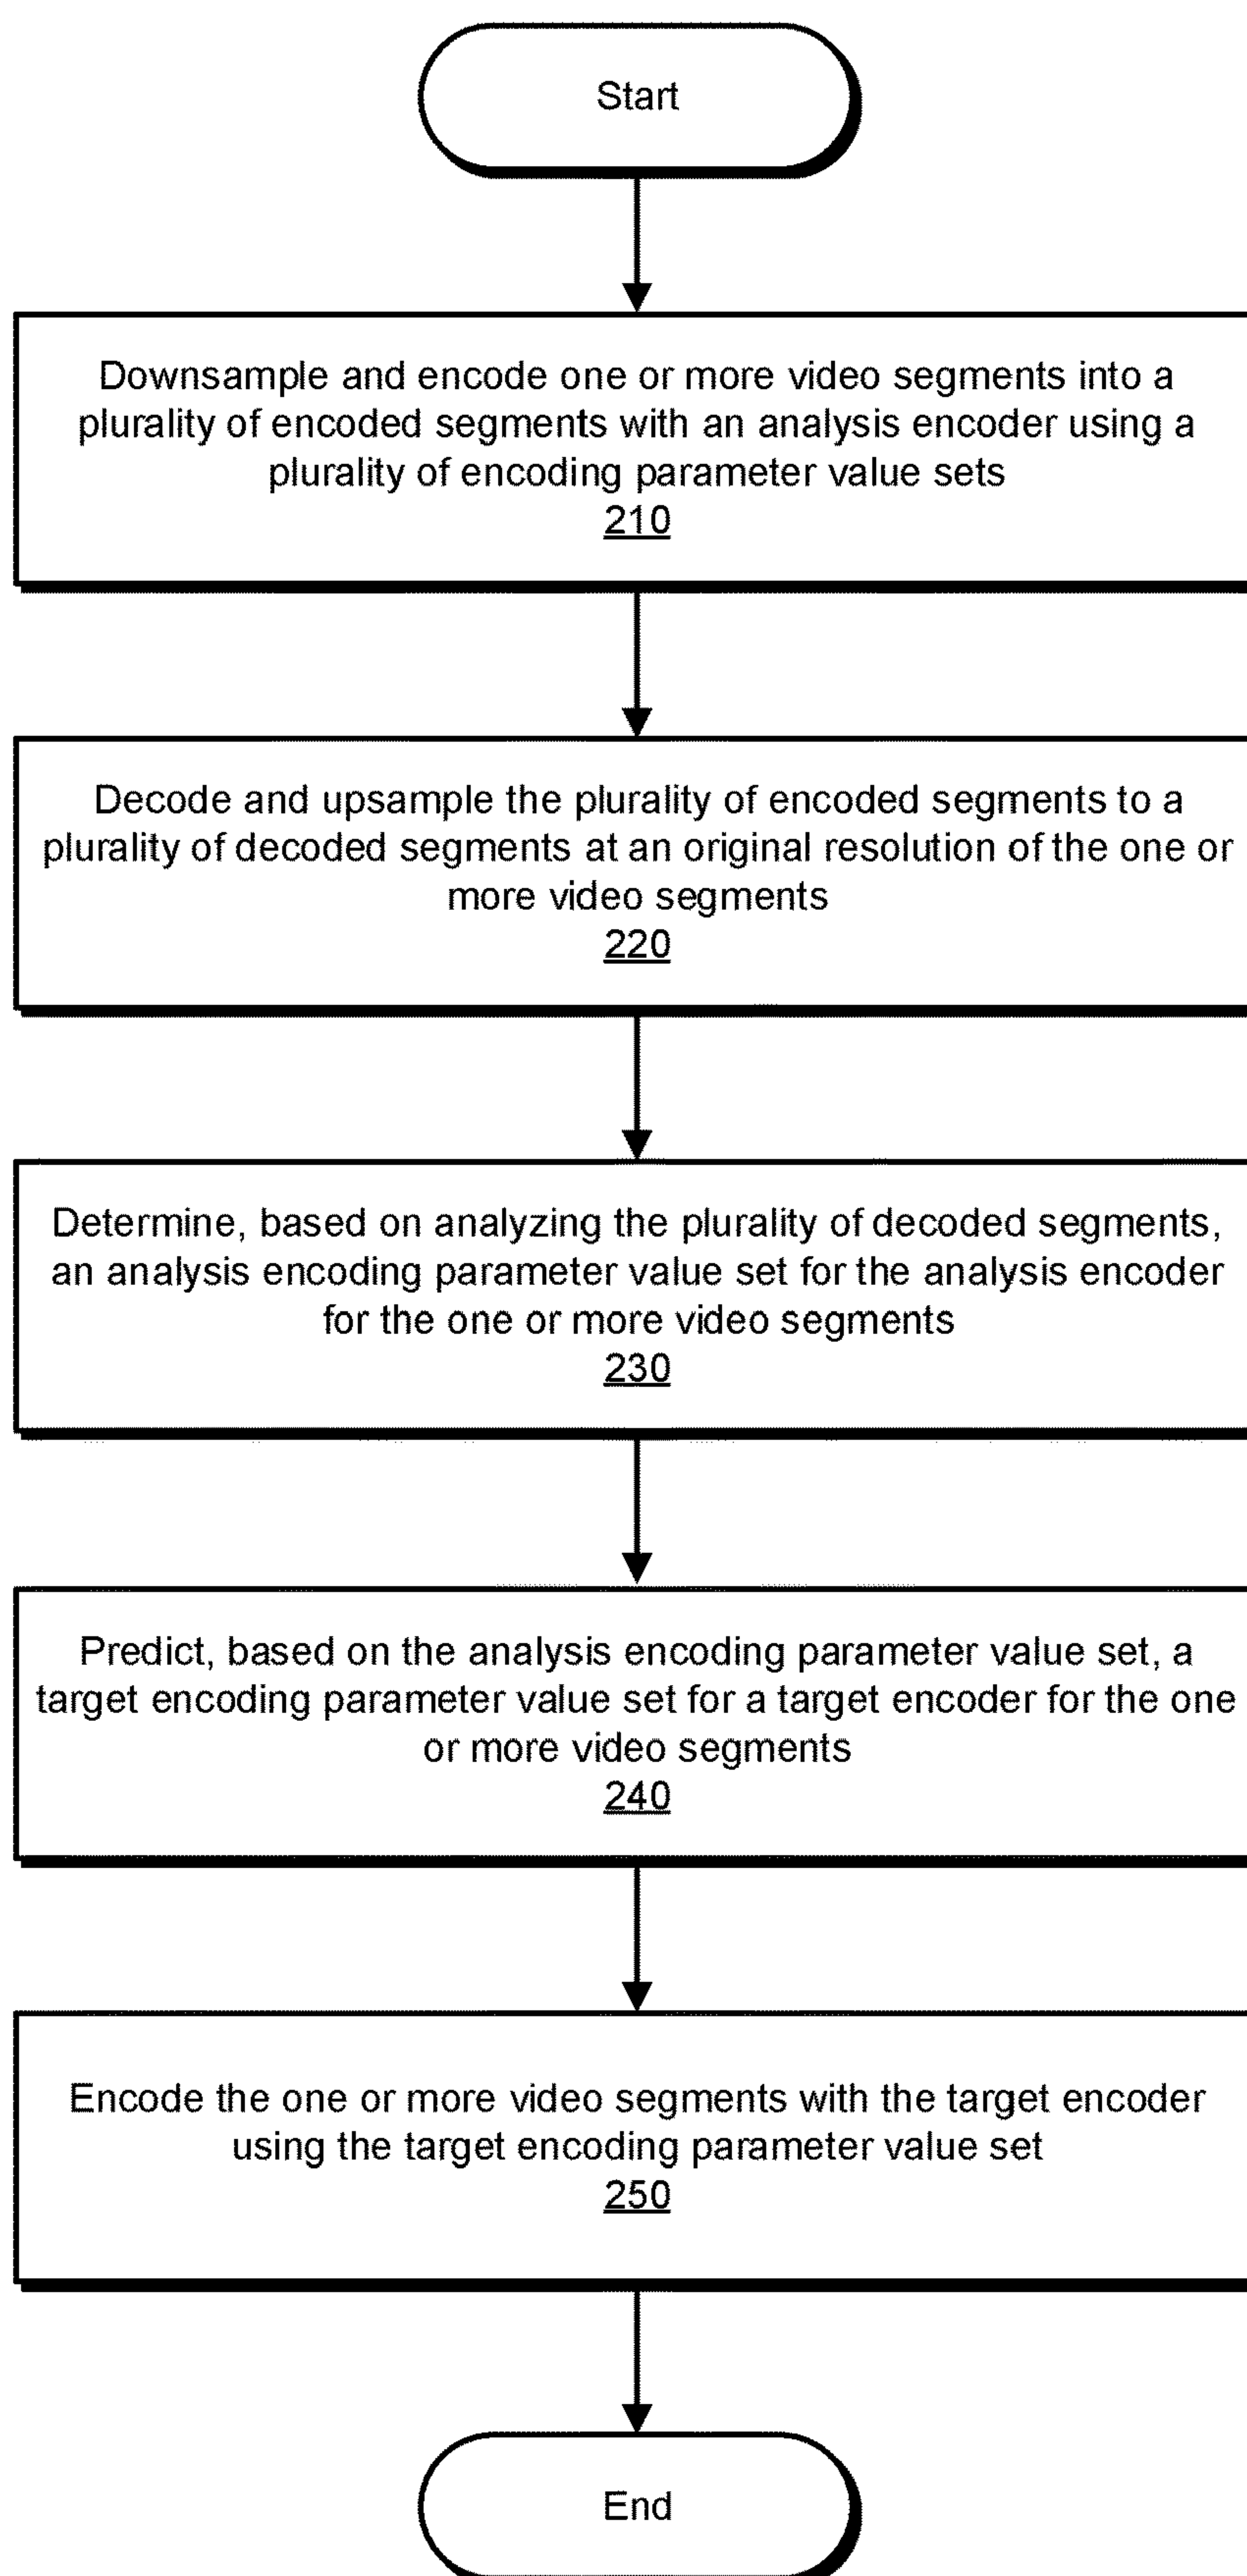 Start
Downsample and encode one or more video segments into a
plurality of encoded segments with an analysis encoder using a
plurality of encoding parameter value sets
210
Decode and upsample the plurality of encoded segments to a
plurality of decoded segments at an original resolution of the one or
more video segments
220
Determine, based on analyzing the plurality of decoded segments,
an analysis encoding parameter value set for the analysis encoder
for the one or more video segments
230
Predict, based on the analysis encoding parameter value set, a
target encoding parameter value set for a target encoder for the one
or more video segments
240
Encode the one or more video segments with the target encoder
using the target encoding parameter value set
250
End